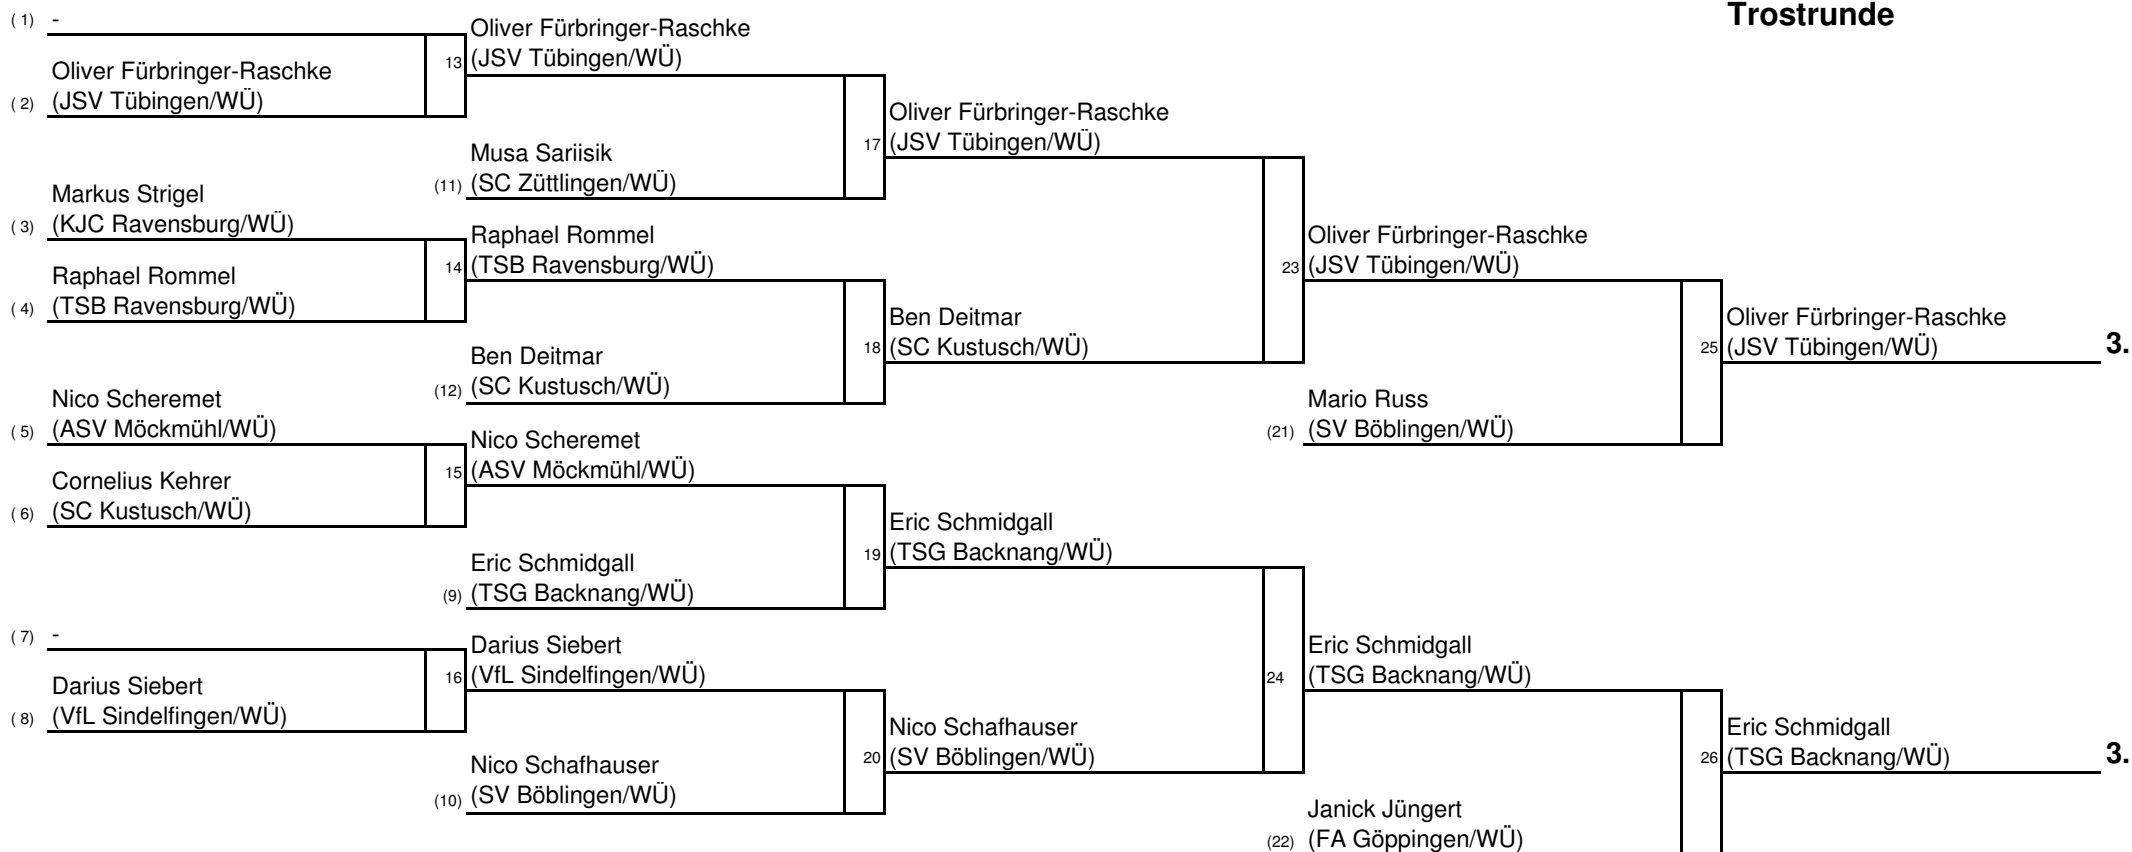 Trostrunde
( 1) -
Oliver Fürbringer-Raschke
( 2) (JSV Tübingen/WÜ)
Markus Strigel
( 3) (KJC Ravensburg/WÜ)
Raphael Rommel
( 4) (TSB Ravensburg/WÜ)
Nico Scheremet
( 5) (ASV Möckmühl/WÜ)
Cornelius Kehrer
( 6) (SC Kustusch/WÜ)
( 7) -
Darius Siebert
( 8) (VfL Sindelfingen/WÜ)
Oliver Fürbringer-Raschke
13 (JSV Tübingen/WÜ)
Musa Sariisik
(11) (SC Züttlingen/WÜ)
Raphael Rommel
14 (TSB Ravensburg/WÜ)
Ben Deitmar
(12) (SC Kustusch/WÜ)
Nico Scheremet
15 (ASV Möckmühl/WÜ)
Eric Schmidgall
(9) (TSG Backnang/WÜ)
Darius Siebert
16 (VfL Sindelfingen/WÜ)
Nico Schafhauser
(10) (SV Böblingen/WÜ)
Oliver Fürbringer-Raschke
17 (JSV Tübingen/WÜ)
Ben Deitmar
18 (SC Kustusch/WÜ)
Eric Schmidgall
19 (TSG Backnang/WÜ)
Nico Schafhauser
20 (SV Böblingen/WÜ)
Oliver Fürbringer-Raschke
23 (JSV Tübingen/WÜ)
Mario Russ
(21) (SV Böblingen/WÜ)
Eric Schmidgall
24 (TSG Backnang/WÜ)
Janick Jüngert
(22) (FA Göppingen/WÜ)
Oliver Fürbringer-Raschke
25 (JSV Tübingen/WÜ) 3.
Eric Schmidgall
26 (TSG Backnang/WÜ) 3.